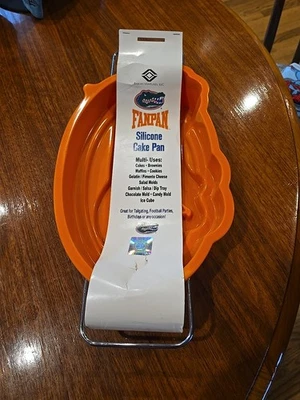 FANPAN
Silicone
Cake Pan
Multi- Uses:
Cakes • Brownies
Muffins • Cookies
Gelatin / Pimento Cheese
Salad Molds
Garnish / Salsa / Dip Tray
Chocolate Mold • Candy Mold
Ice Cube
Great for Tailgating, Football Parties,
Birthdays or any occasion!